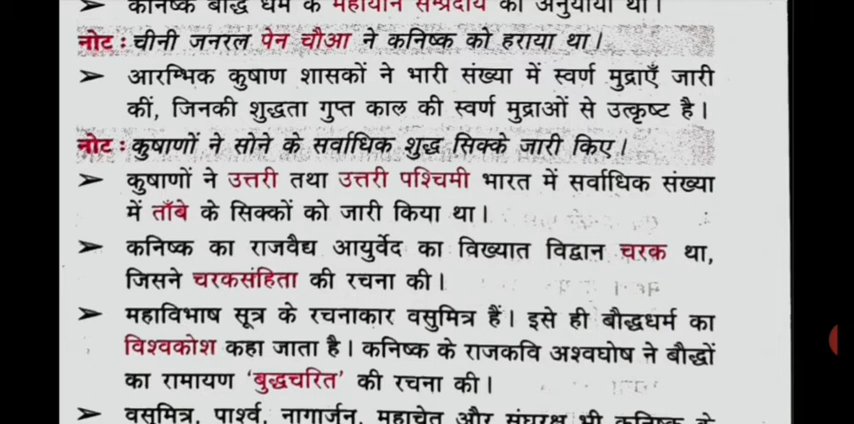 ➤ कनिष्क बौद्ध धर्म के महायान सम्प्रदाय का अनुयायी था।
नोट : चीनी जनरल पेन चौआ ने कनिष्क को हराया था।
➤ आरम्भिक कुषाण शासकों ने भारी संख्या में स्वर्ण मुद्राएँ जारी
कीं, जिनकी शुद्धता गुप्त काल की स्वर्ण मुद्राओं से उत्कृष्ट है।
नोट : कुषाणों ने सोने के सर्वाधिक शुद्ध सिक्के जारी किए।
➤ कुषाणों ने उत्तरी तथा उत्तरी पश्चिमी भारत में सर्वाधिक संख्या
में ताँबे के सिक्कों को जारी किया था।
➤ कनिष्क का राजवैद्य आयुर्वेद का विख्यात विद्वान चरक था,
जिसने चरकसंहिता की रचना की।
➤ महाविभाष सूत्र के रचनाकार वसुमित्र हैं। इसे ही बौद्धधर्म का
विश्वकोश कहा जाता है। कनिष्क के राजकवि अश्वघोष ने बौद्धों
का रामायण ‘बुद्धचरित’ की रचना की।
➤ वसुमित्र, पार्श्व, नागार्जुन, महाचेत और संघरक्ष भी कनिष्क के